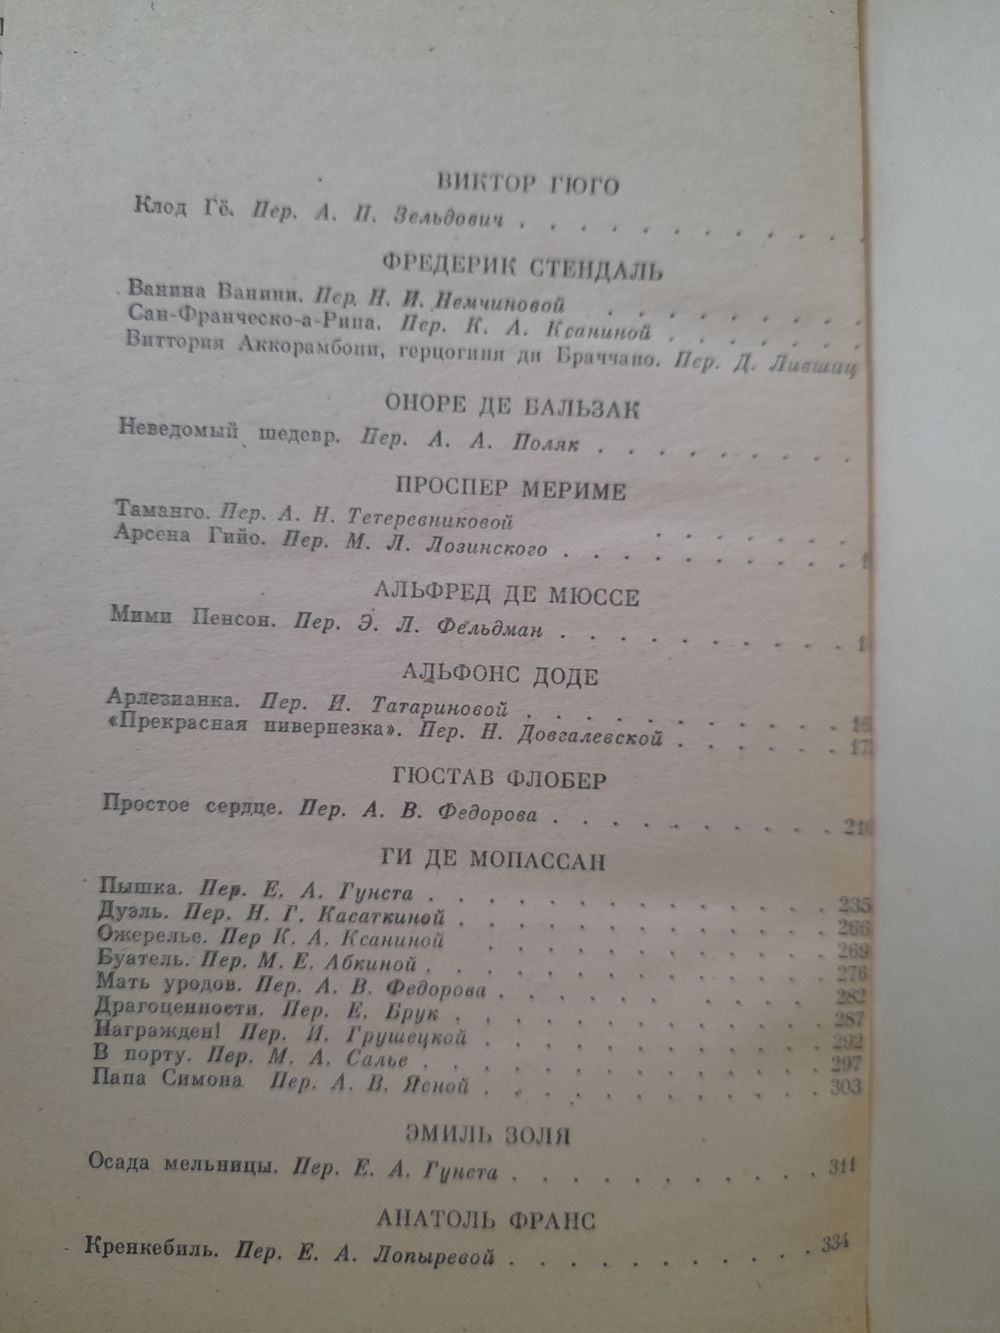 ВИКТОР ГЮГО
Клод Гё. Пер. А. П. Зельдович . . . . . . . . . . . .
ФРЕДЕРИК СТЕНДАЛЬ
Ванина Ванини. Пер. Н. И. Немчиновой . . . . . . . . .
Сан-Франческо-а-Рипа. Пер. К. А. Ксаниной . . . . . . .
Виттория Аккорамбони, герцогиня ди Браччано. Пер. Д. Лившиц
ОНОРЕ ДЕ БАЛЬЗАК
Неведомый шедевр. Пер. А. А. Поляк . . . . . . . . .
ПРОСПЕР МЕРИМЕ
Таманго. Пер. А. Н. Тетеревниковой . . . . . . .
Арсена Гийо. Пер. М. Л. Лозинского . . . . . . . . . .
АЛЬФРЕД ДЕ МЮССЕ
Мими Пенсон. Пер. Э. Л. Фельдман . . . . . . . . . .
АЛЬФОНС ДОДЕ
Арлезианка. Пер. И. Татариновой . . . . . . . . . . .
«Прекрасная нивернезка». Пер. Н. Довгалевской . . . . . .
ГЮСТАВ ФЛОБЕР
Простое сердце. Пер. А. В. Федорова . . . . . . . . . .
ГИ ДЕ МОПАССАН
Пышка. Пер. Е. А. Гунста . . . . . . . . . . . . . . 235
Дуэль. Пер. Н. Г. Касаткиной . . . . . . . . . . . . . 266
Ожерелье. Пер К. А. Ксаниной . . . . . . . . . . . . 269
Буатель. Пер. М. Е. Абкиной . . . . . . . . . . . . . . 276
Мать уродов. Пер. А. В. Федорова . . . . . . . . . . . 282
Драгоценности. Пер. Е. Брук . . . . . . . . . . . . . 287
Награжден! Пер. И. Грушецкой . . . . . . . . . . . . 292
В порту. Пер. М. А. Салье . . . . . . . . . . . . . . 297
Папа Симона Пер. А. В. Ясной . . . . . . . . . . . . 303
ЭМИЛЬ ЗОЛЯ
Осада мельницы. Пер. Е. А. Гунста . . . . . . . . . . . 311
АНАТОЛЬ ФРАНС
Кренкебиль. Пер. Е. А. Лопыревой . . . . . . . . . . 334